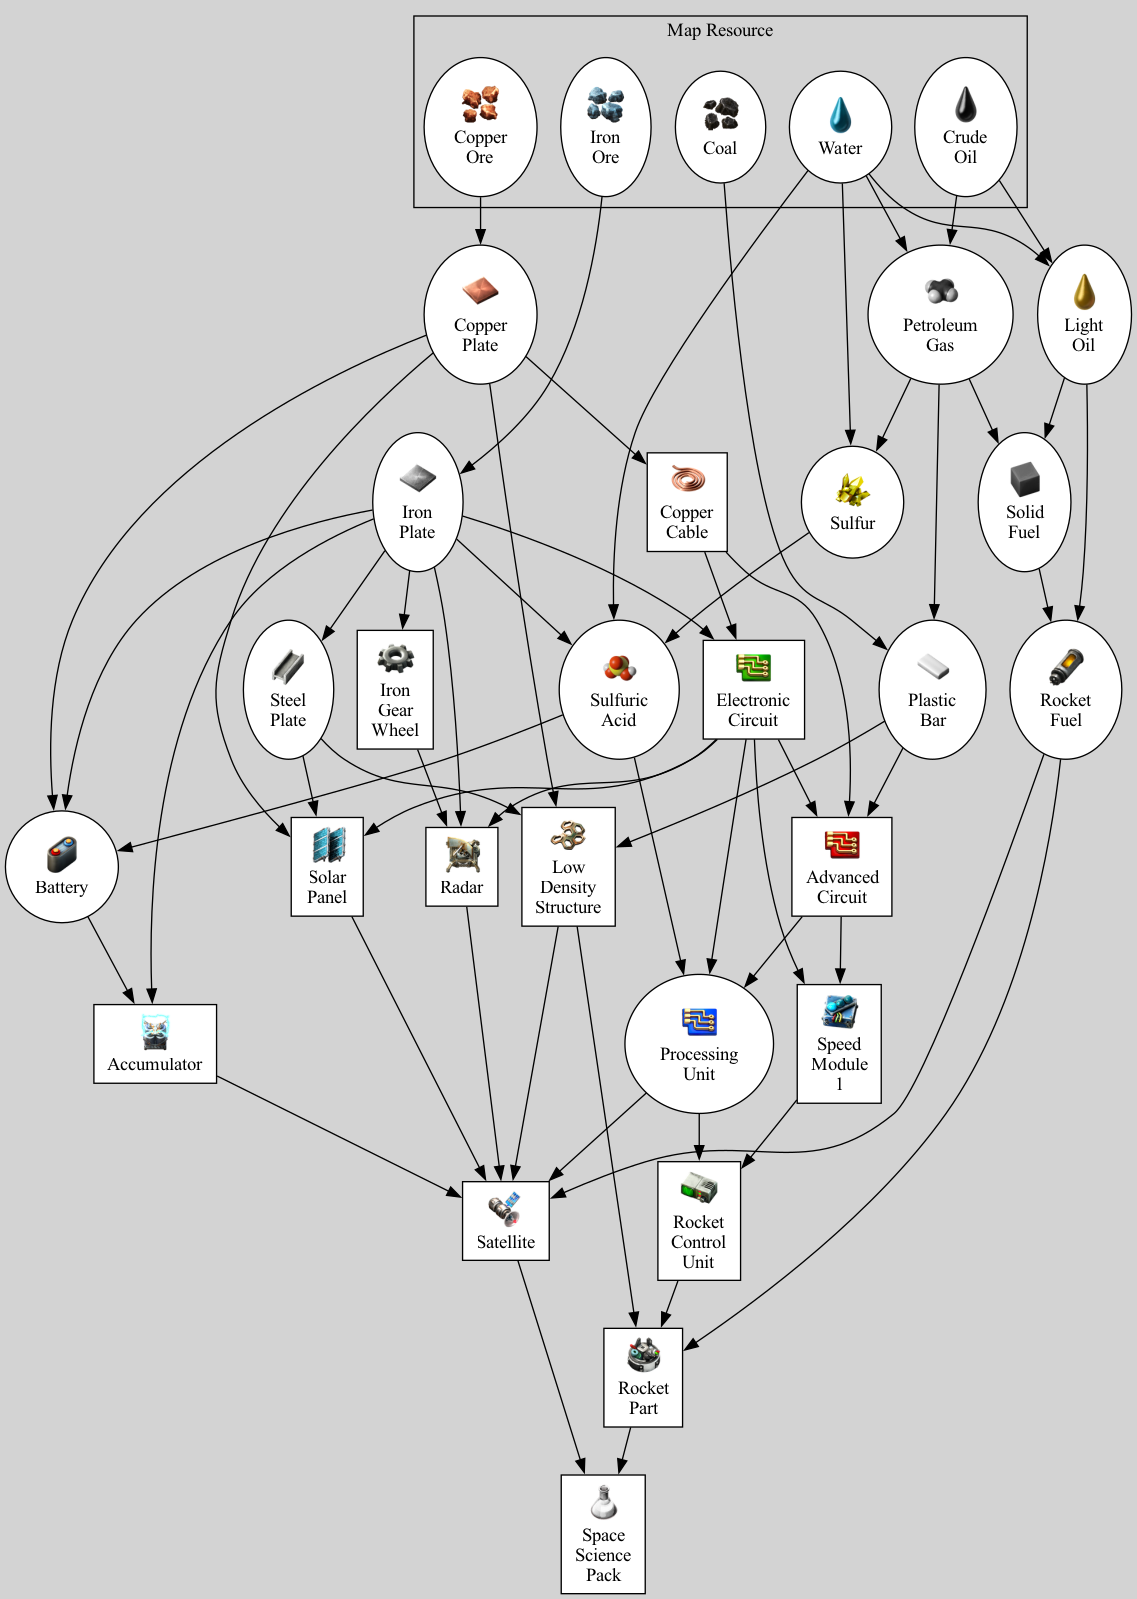 Map Resource
Copper
Ore
Iron
Ore
Coal
Water
Crude
Oil
Copper
Plate
Petroleum
Gas
Light
Oil
Iron
Plate
Copper
Cable
Sulfur
Solid
Fuel
Steel
Plate
Iron
Gear
Wheel
Sulfuric
Acid
Electronic
Circuit
Plastic
Bar
Rocket
Fuel
Battery
Solar
Panel
Radar
Low
Density
Structure
Advanced
Circuit
Accumulator
Processing
Unit
Speed
Module
1
Satellite
Rocket
Control
Unit
Rocket
Part
Space
Science
Pack